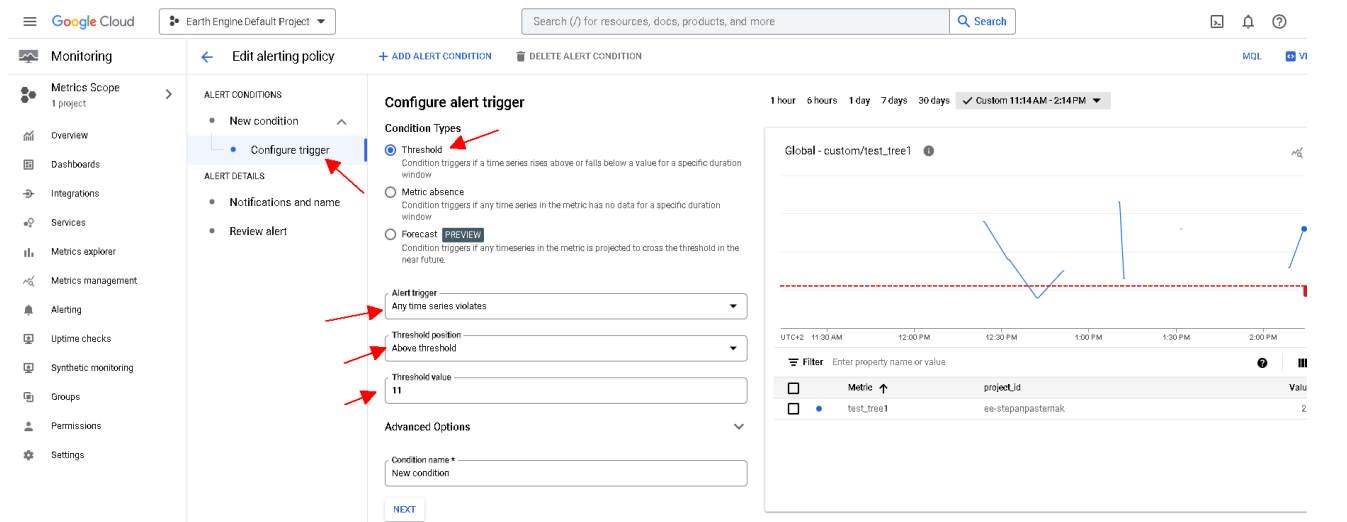 Google Cloud
Earth Engine Default Project
Search (/) for resources, docs, products, and more
Search
Monitoring
Edit alerting policy
+ ADD ALERT CONDITION
DELETE ALERT CONDITION
MQL
Metrics Scope
1 project
Overview
Dashboards
Integrations
Services
Metrics explorer
Metrics management
Alerting
Uptime checks
Synthetic monitoring
Groups
Permissions
Settings
ALERT CONDITIONS
New condition
Configure trigger
ALERT DETAILS
Notifications and name
Review alert
Configure alert trigger
Condition Types
Threshold
Condition triggers if a time series rises above or falls below a value for a specific duration
window
Metric absence
Condition triggers if any time series in the metric has no data for a specific duration
window
Forecast PREVIEW
Condition triggers if any timeseries in the metric is projected to cross the threshold in the
near future.
Alert trigger
Any time series violates
Threshold position
Above threshold
Threshold value
11
Advanced Options
Condition name *
New condition
NEXT
1 hour 6 hours 1 day 7 days 30 days Custom 11:14 AM - 2:14 PM
Global - custom/test_tree1
UTC+2 11:30 AM 12:00 PM 12:30 PM 1:00 PM 1:30 PM 2:00 PM
Filter Enter property name or value
Metric project_id Valu
test_tree1 ee-stepanpasternak 2